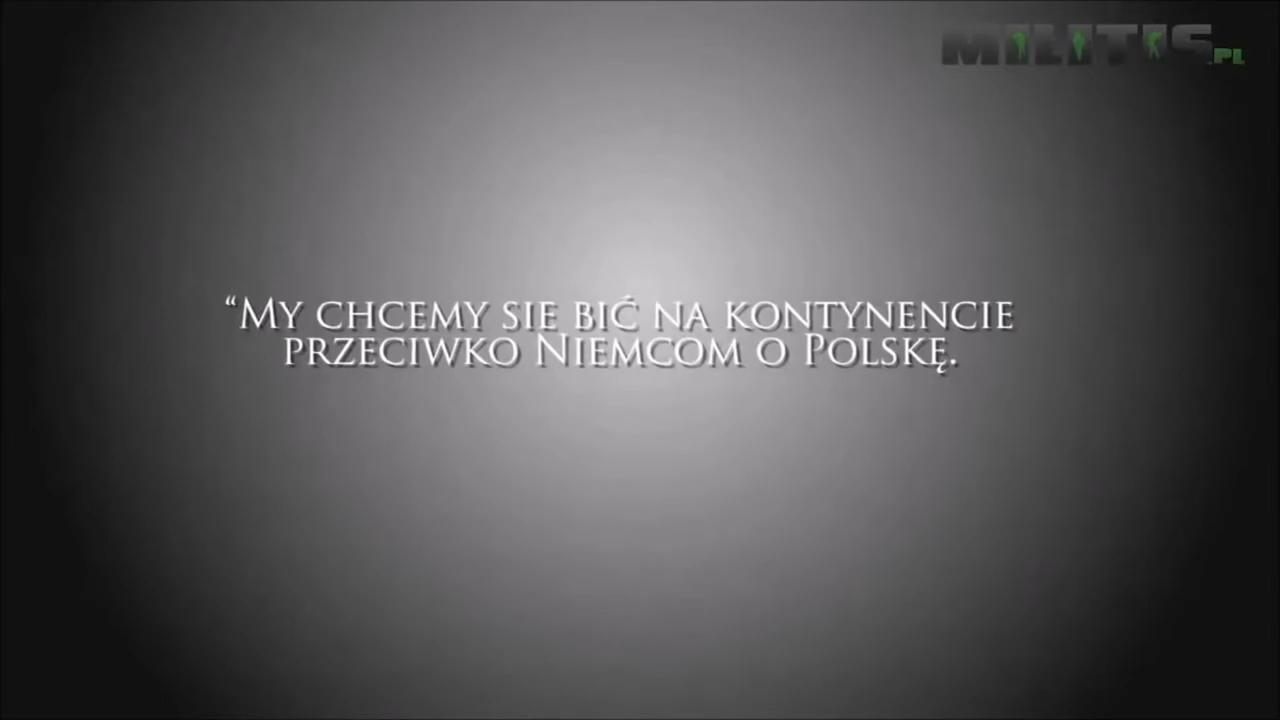 MILITIS.PL
“My chcemy sie bić na kontynencie
przeciwko Niemcom o Polskę.